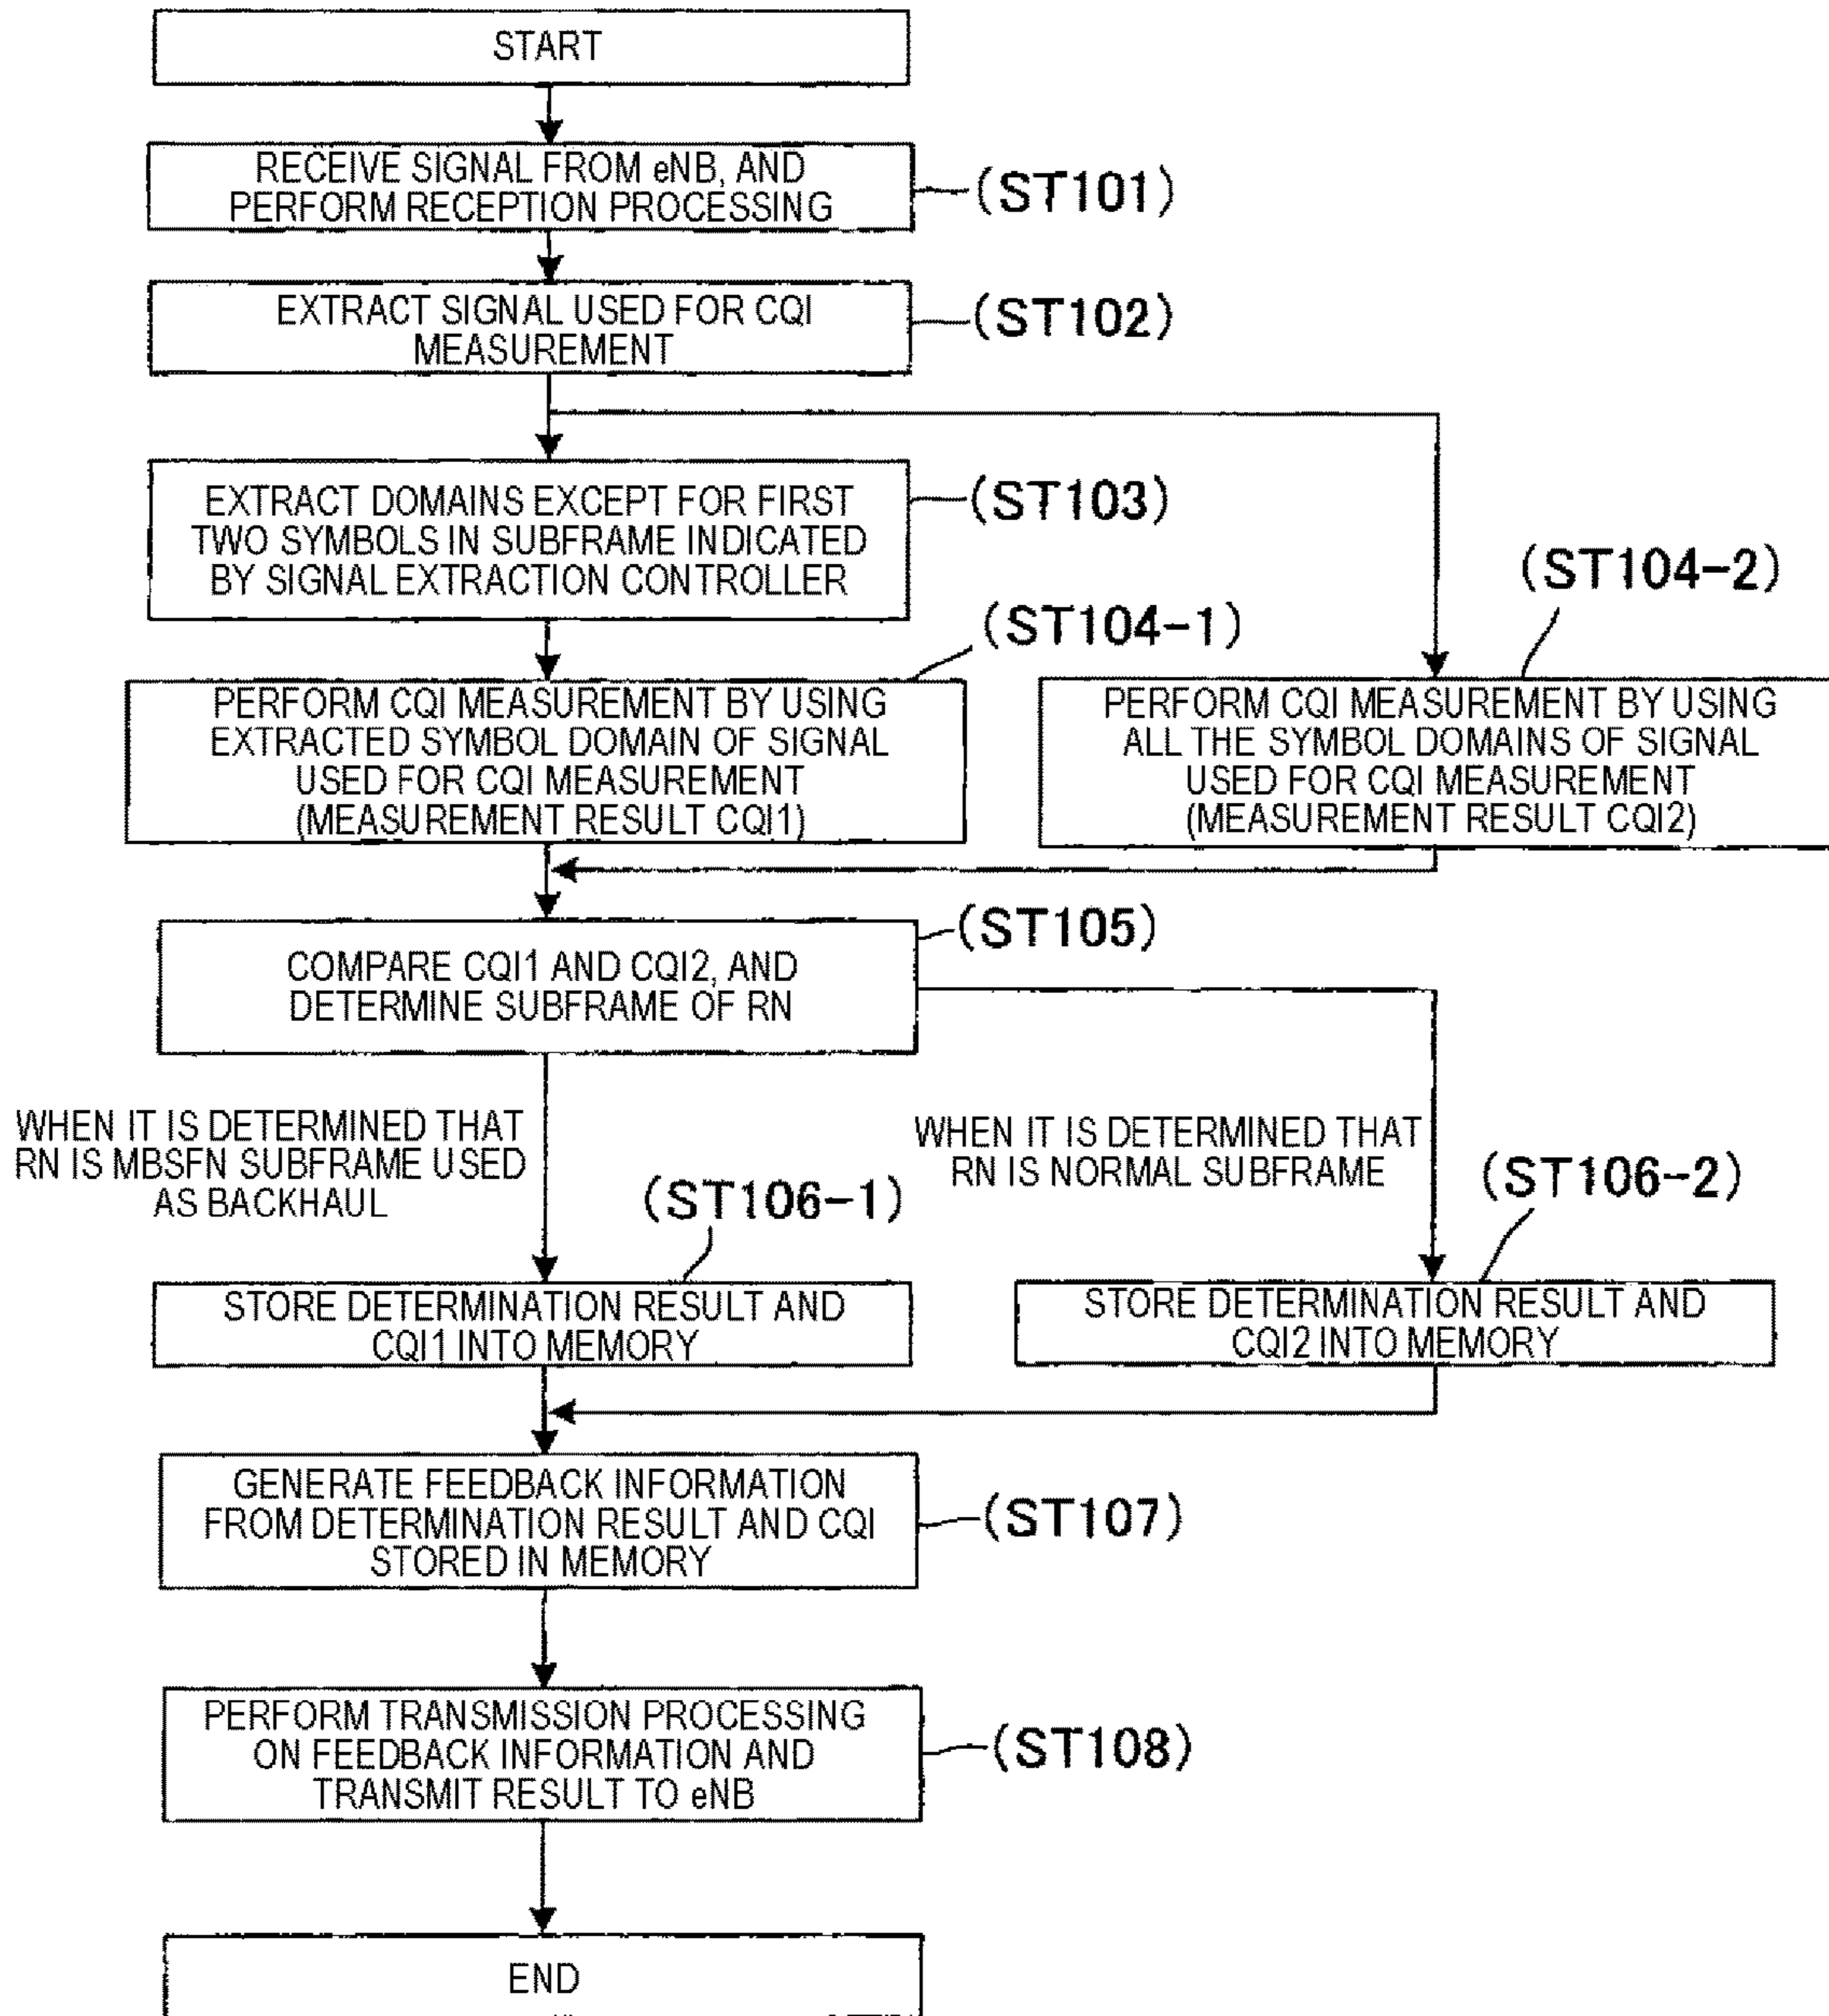 START
RECEIVE SIGNAL FROM eNB, AND
PERFORM RECEPTION PROCESSING
(ST101)
EXTRACT SIGNAL USED FOR CQI
MEASUREMENT
(ST102)
EXTRACT DOMAINS EXCEPT FOR FIRST
TWO SYMBOLS IN SUBFRAME INDICATED
BY SIGNAL EXTRACTION CONTROLLER
(ST103)
(ST104-1)
PERFORM CQI MEASUREMENT BY USING
EXTRACTED SYMBOL DOMAIN OF SIGNAL
USED FOR CQI MEASUREMENT
(MEASUREMENT RESULT CQI1)
(ST104-2)
PERFORM CQI MEASUREMENT BY USING
ALL THE SYMBOL DOMAINS OF SIGNAL
USED FOR CQI MEASUREMENT
(MEASUREMENT RESULT CQI2)
COMPARE CQI1 AND CQI2, AND
DETERMINE SUBFRAME OF RN
(ST105)
WHEN IT IS DETERMINED THAT
RN IS MBSFN SUBFRAME USED
AS BACKHAUL
(ST106-1)
STORE DETERMINATION RESULT AND
CQI1 INTO MEMORY
WHEN IT IS DETERMINED THAT
RN IS NORMAL SUBFRAME
(ST106-2)
STORE DETERMINATION RESULT AND
CQI2 INTO MEMORY
GENERATE FEEDBACK INFORMATION
FROM DETERMINATION RESULT AND CQI
STORED IN MEMORY
(ST107)
PERFORM TRANSMISSION PROCESSING
ON FEEDBACK INFORMATION AND
TRANSMIT RESULT TO eNB
(ST108)
END